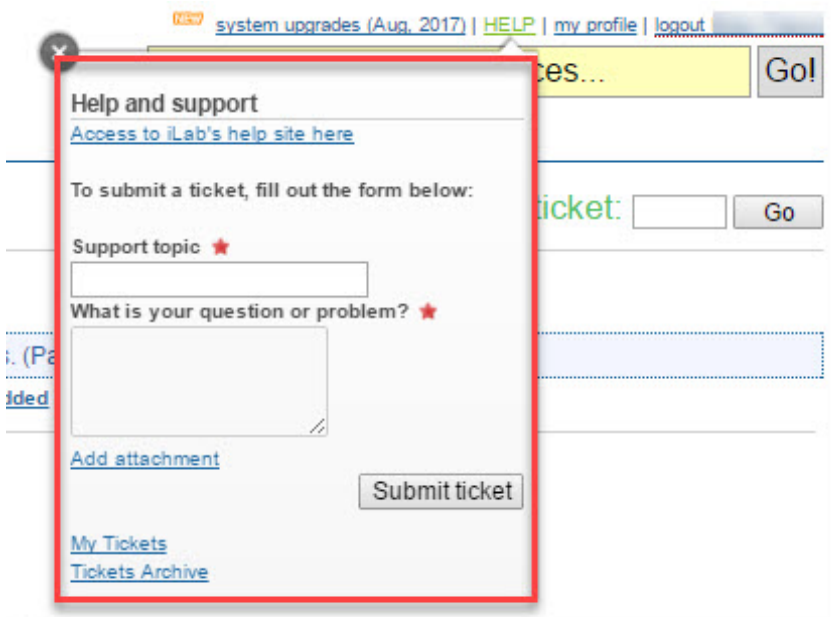 NEW system upgrades (Aug, 2017) | HELP | my profile | logout
ces... Go!
Help and support
Access to iLab's help site here
To submit a ticket, fill out the form below:
ticket: Go
Support topic
What is your question or problem?
s. (Pa
dded
Add attachment
Submit ticket
My Tickets
Tickets Archive